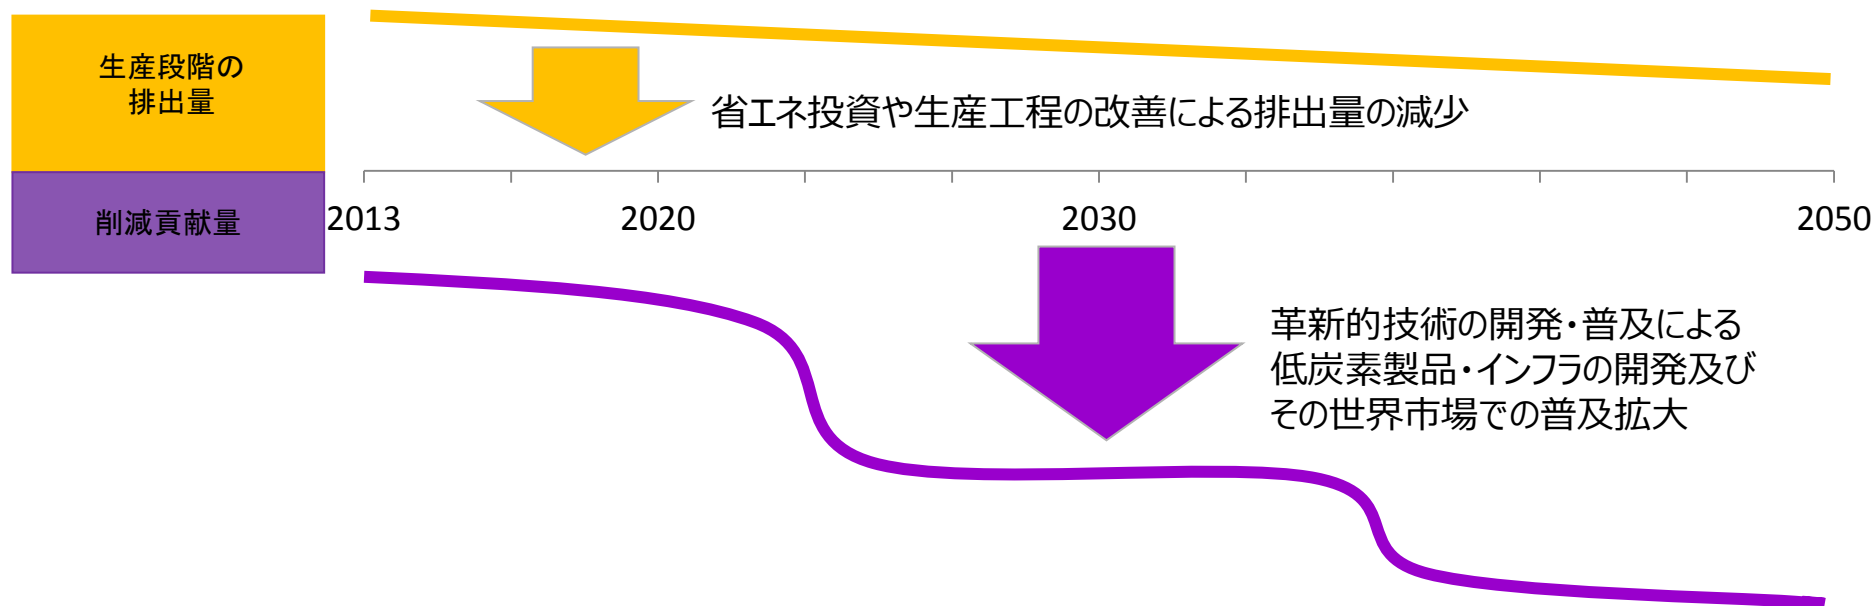 生産段階の
排出量
省エネ投資や生産工程の改善による排出量の減少
削減貢献量
2013
2020
2030
2050
革新的技術の開発・普及による
低炭素製品・インフラの開発及び
その世界市場での普及拡大